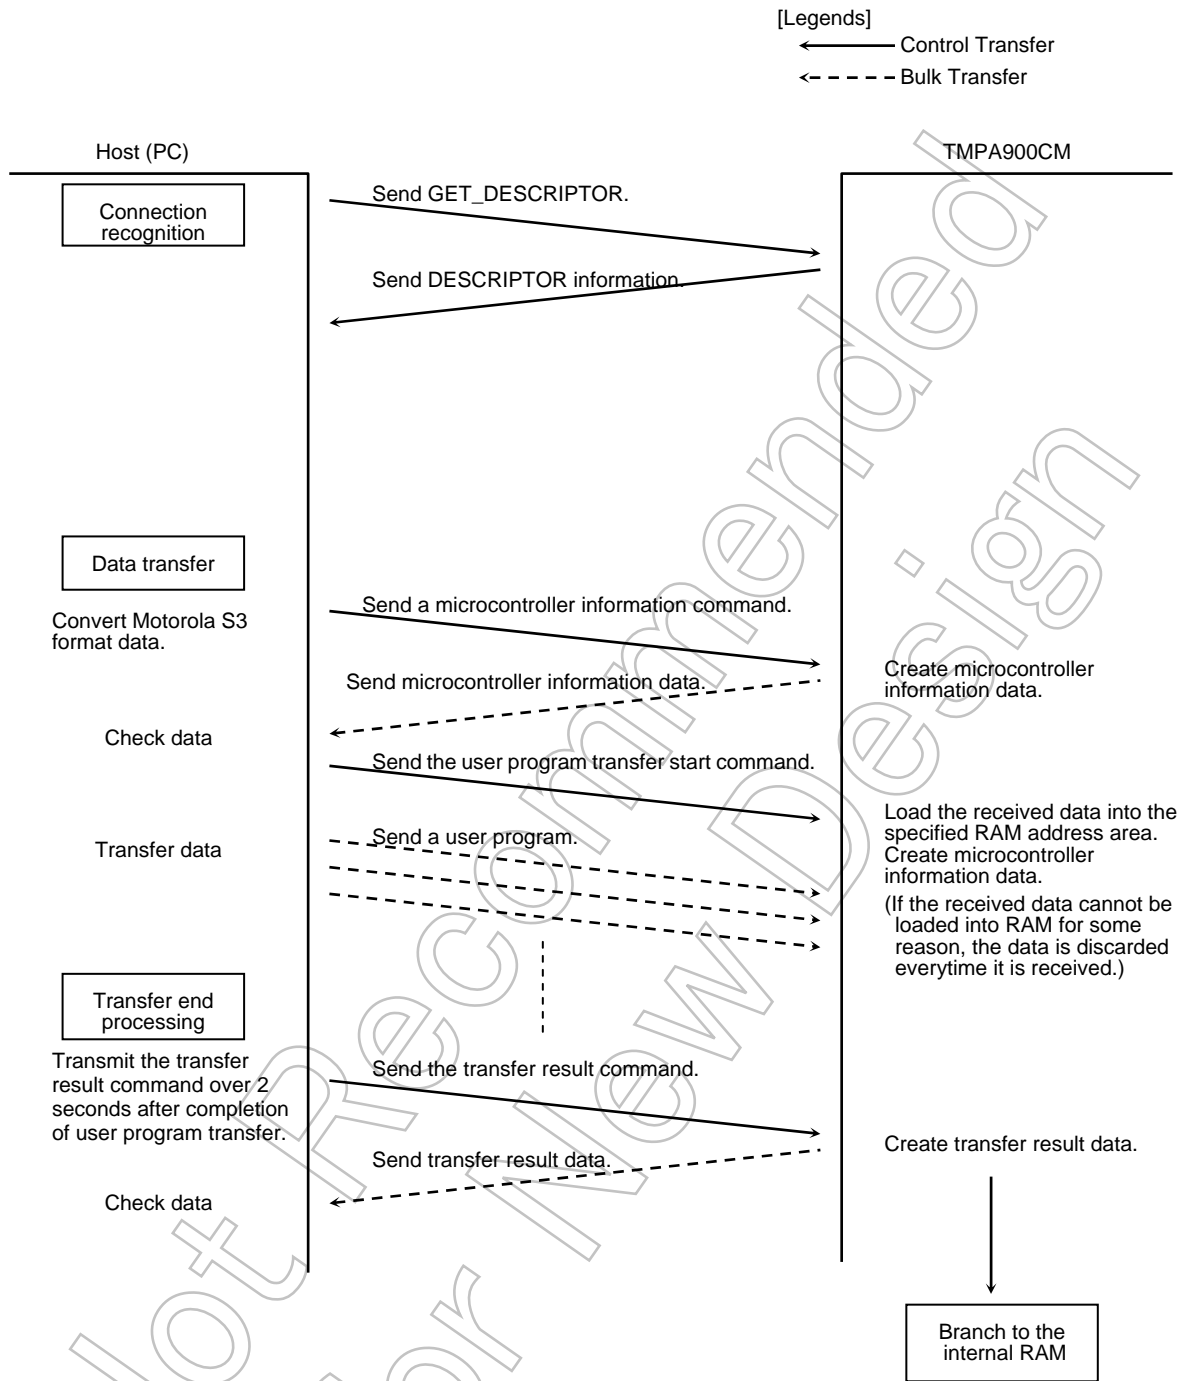 [Legends]
Control Transfer
Bulk Transfer
Host (PC)
TMPA900CM
Connection
recognition
Send GET_DESCRIPTOR.
Send DESCRIPTOR information.
Data transfer
Convert Motorola S3
format data.
Send a microcontroller information command.
Create microcontroller
information data.
Send microcontroller information data.
Check data
Send the user program transfer start command.
Load the received data into the
specified RAM address area.
Create microcontroller
information data.
(If the received data cannot be
loaded into RAM for some
reason, the data is discarded
everytime it is received.)
Transfer data
Send a user program.
Transfer end
processing
Transmit the transfer
result command over 2
seconds after completion
of user program transfer.
Send the transfer result command.
Create transfer result data.
Send transfer result data.
Check data
Branch to the
internal RAM
Not Recommended
for New Design